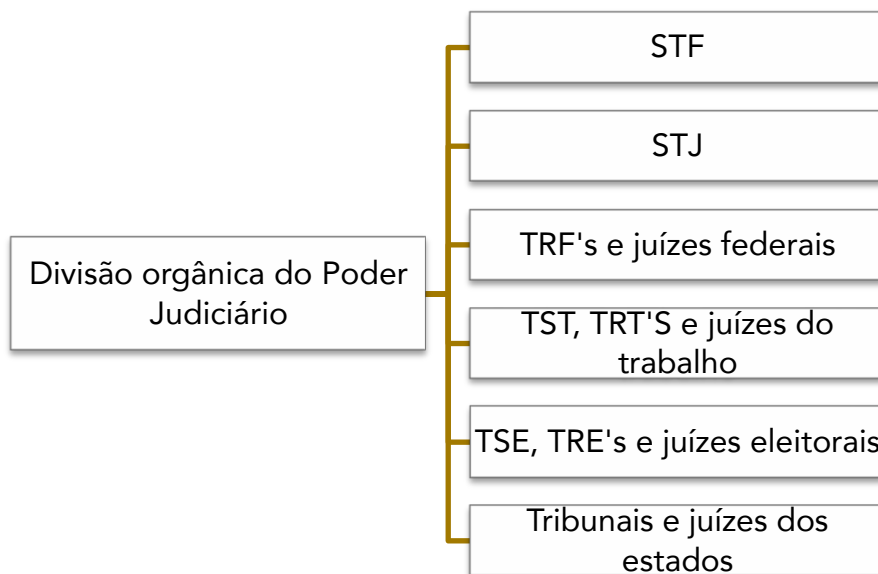 STF
STJ
TRF's e juízes federais
Divisão orgânica do Poder
Judiciário
TST, TRT'S e juízes do
trabalho
TSE, TRE's e juízes eleitorais
Tribunais e juízes dos
estados